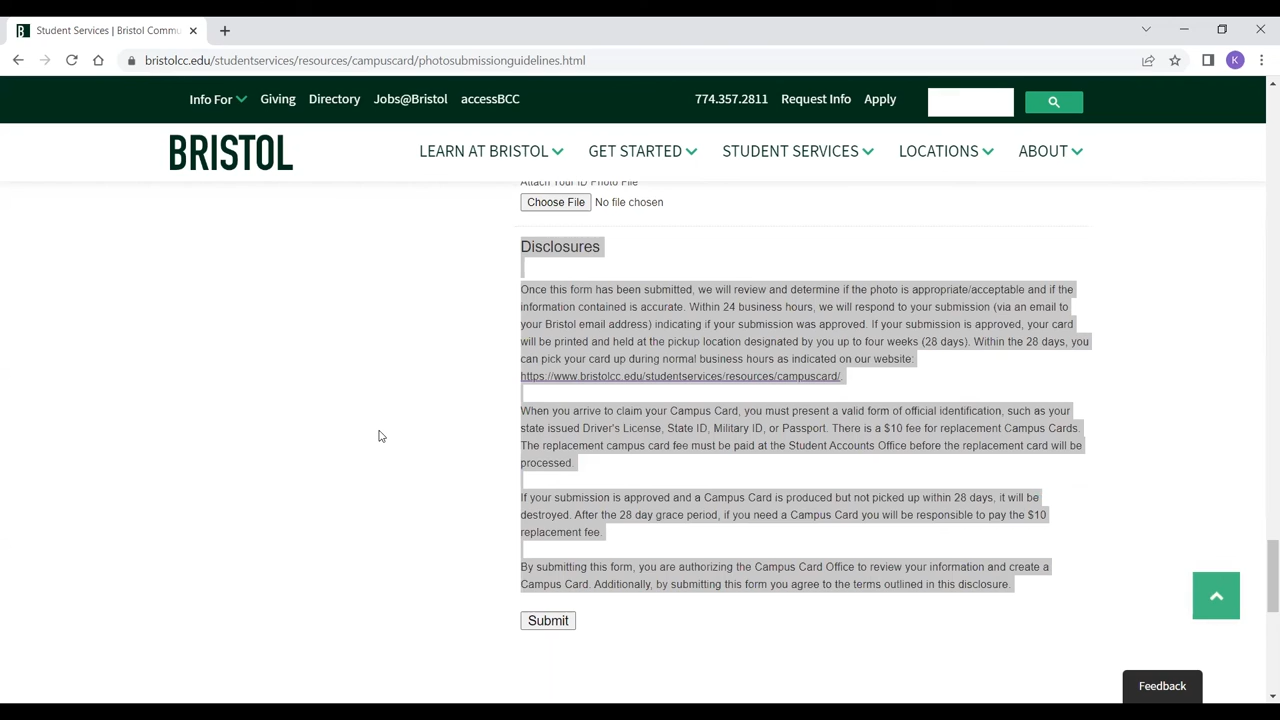 Student Services | Bristol Commu
bristolcc.edu/studentservices/resources/campuscard/photosubmissionguidelines.html
K
Info For Giving Directory Jobs@Bristol accessBCC 774.357.2811 Request Info Apply
BRISTOL LEARN AT BRISTOL GET STARTED STUDENT SERVICES LOCATIONS ABOUT
Attach Your ID Photo File
Choose File No file chosen
Disclosures
Once this form has been submitted, we will review and determine if the photo is appropriate/acceptable and if the
information contained is accurate. Within 24 business hours, we will respond to your submission (via an email to
your Bristol email address) indicating if your submission was approved. If your submission is approved, your card
will be printed and held at the pickup location designated by you up to four weeks (28 days). Within the 28 days, you
can pick your card up during normal business hours as indicated on our website:
https://www.bristolcc.edu/studentservices/resources/campuscard/.
When you arrive to claim your Campus Card, you must present a valid form of official identification, such as your
state issued Driver's License, State ID, Military ID, or Passport. There is a $10 fee for replacement Campus Cards.
The replacement campus card fee must be paid at the Student Accounts Office before the replacement card will be
processed.
If your submission is approved and a Campus Card is produced but not picked up within 28 days, it will be
destroyed. After the 28 day grace period, if you need a Campus Card you will be responsible to pay the $10
replacement fee.
By submitting this form, you are authorizing the Campus Card Office to review your information and create a
Campus Card. Additionally, by submitting this form you agree to the terms outlined in this disclosure.
Submit
Feedback